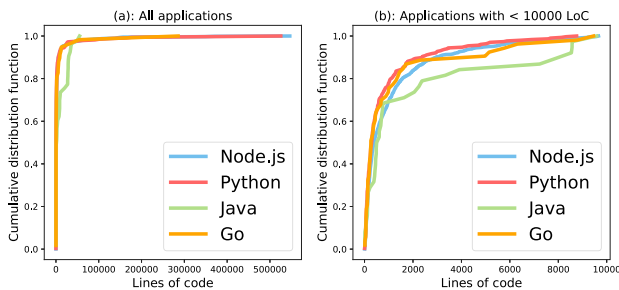 (a): All applications
Cumulative distribution function
1.0
0.8
0.6
0.4
0.2
0.0
Node.js
Python
Java
Go
0 100000 200000 300000 400000 500000
Lines of code
(b): Applications with < 10000 LoC
Cumulative distribution function
1.0
0.8
0.6
0.4
0.2
0.0
Node.js
Python
Java
Go
0 2000 4000 6000 8000 10000
Lines of code